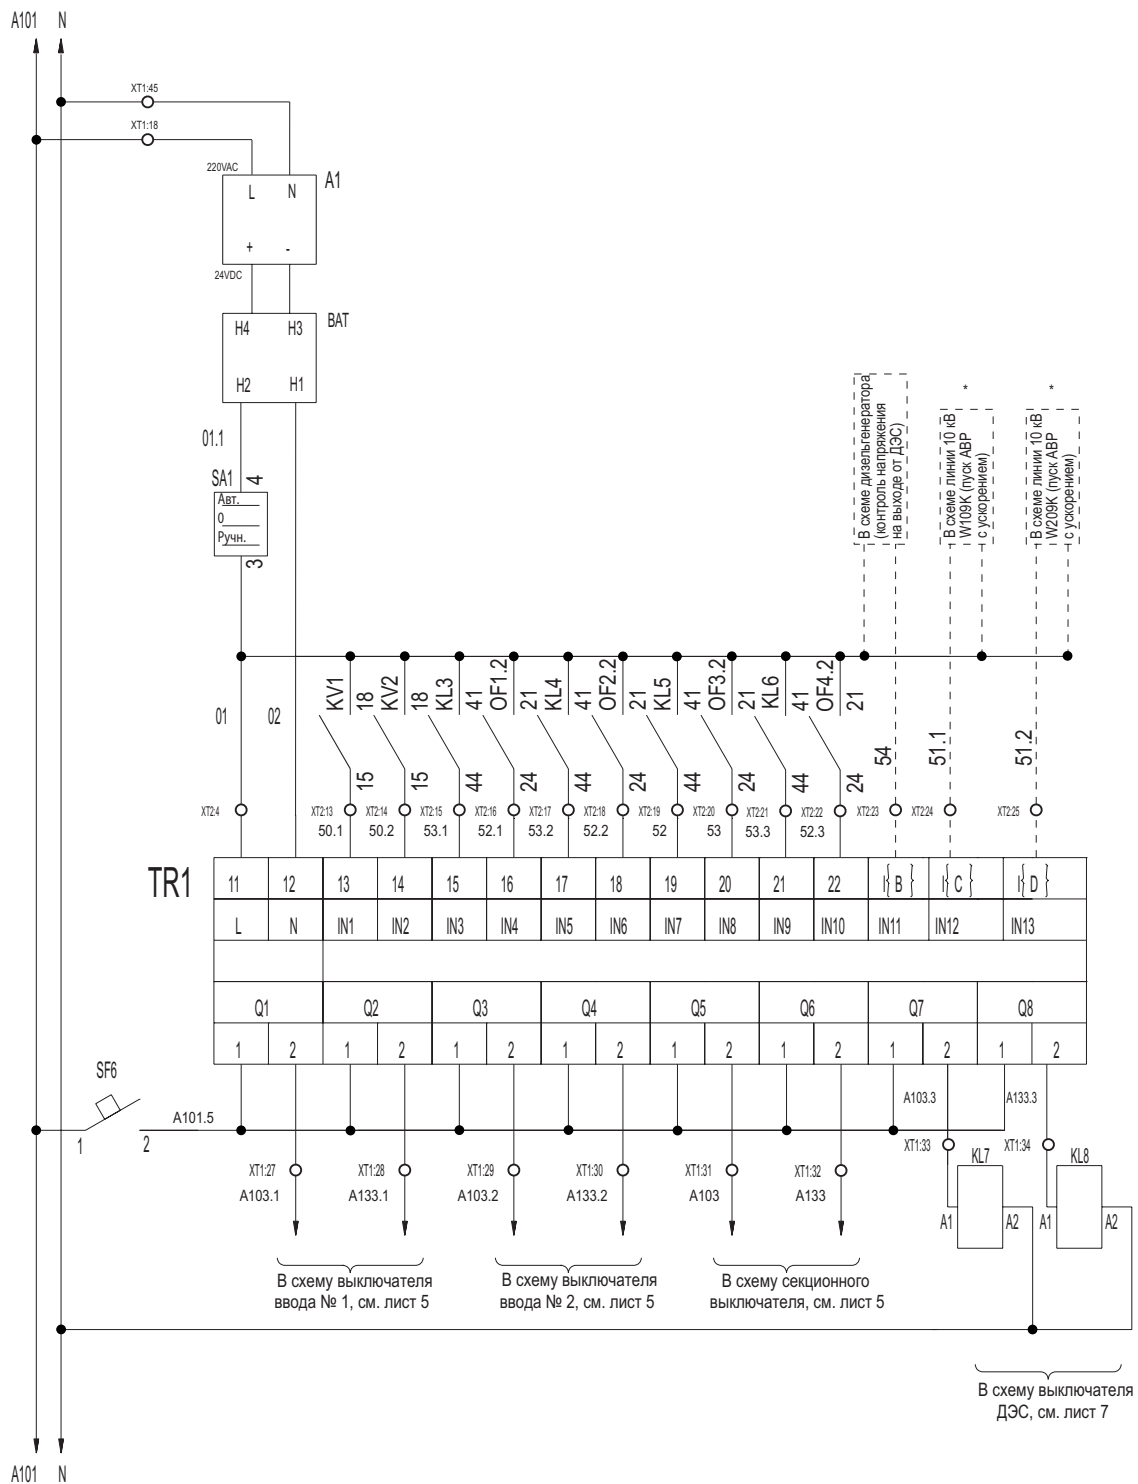 A101 N
XT1:45
XT1:18
220VAC
L N
A1
+ -
24VDC
BAT
H4 H3
H2 H1
01.1
SA1
4
Авт.
0
Ручн.
3
В схеме дизельгенератора
(контроль напряжения
на выходе от ДЭС)
*
В схеме линии 10 кВ
W109K (пуск АВР
с ускорением)
*
В схеме линии 10 кВ
W209K (пуск АВР
с ускорением)
01 02
KV1 18 KV2 18 KL3 41 OF1.2 21 KL4 41 OF2.2 21 KL5 41 OF3.2 21 KL6 41 OF4.2 21
15 15 44 24 44 24 44 24 44 24
54 51.1 51.2
XT2:4 XT2:13 XT2:14 XT2:15 XT2:16 XT2:17 XT2:18 XT2:19 XT2:20 XT2:21 XT2:22 XT2:23 XT2:24 XT2:25
50.1 50.2 53.1 52.1 53.2 52.2 52 53 53.3 52.3
TR1
11 12 13 14 15 16 17 18 19 20 21 22 I{B} I{C} I{D}
L N IN1 IN2 IN3 IN4 IN5 IN6 IN7 IN8 IN9 IN10 IN11 IN12 IN13
Q1 Q2 Q3 Q4 Q5 Q6 Q7 Q8
1 2 1 2 1 2 1 2 1 2 1 2 1 2 1 2
SF6
1 2
A101.5
A103.3 A133.3
XT1:33 XT1:34
KL7 KL8
A1 A2 A1 A2
XT1:27 XT1:28 XT1:29 XT1:30 XT1:31 XT1:32
A103.1 A133.1 A103.2 A133.2 A103 A133
В схему выключателя
ввода № 1, см. лист 5
В схему выключателя
ввода № 2, см. лист 5
В схему секционного
выключателя, см. лист 5
В схему выключателя
ДЭС, см. лист 7
A101 N